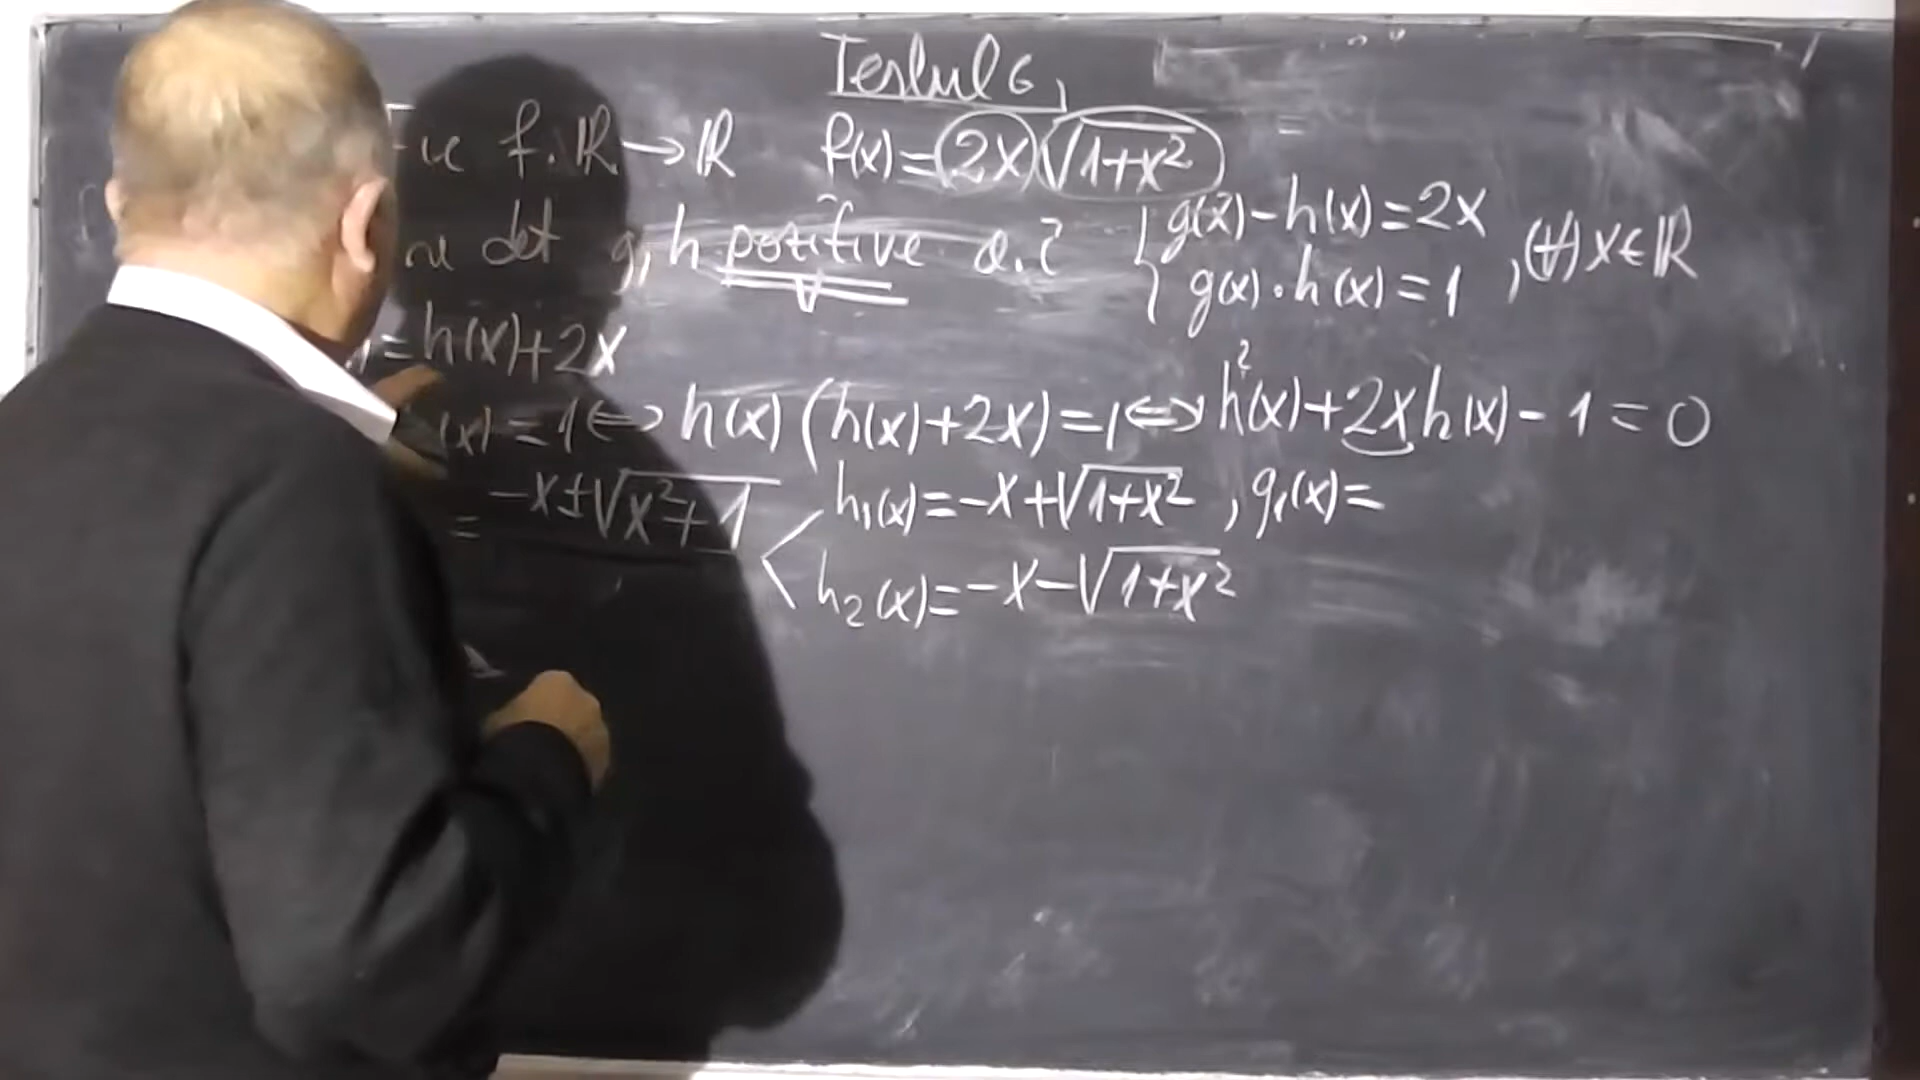 Testul 6,
f:ℝ→ℝ f(x)=2x√(1+x²)
det g,h pozitive a.î { g(x)-h(x)=2x
g(x)·h(x)=1 ,(∀)x∈ℝ
=h(x)+2x
(x)=1⇔h(x)(h(x)+2x)=1⇔h²(x)+2xh(x)-1=0
=-x±√(x²+1) < h₁(x)=-x+√(1+x²) , g₁(x)=
h₂(x)=-x-√(1+x²)